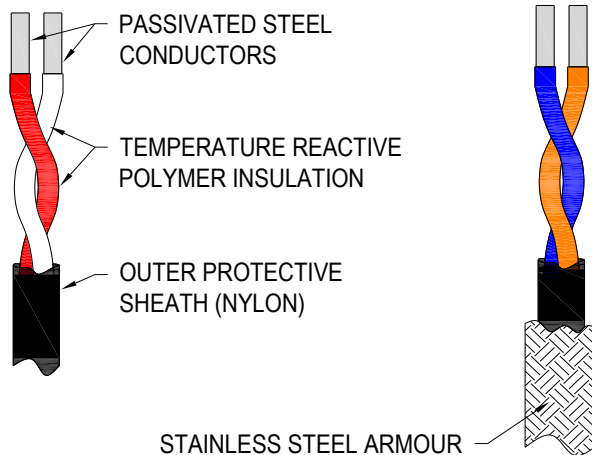 PASSIVATED STEEL
CONDUCTORS
TEMPERATURE REACTIVE
POLYMER INSULATION
OUTER PROTECTIVE
SHEATH (NYLON)
STAINLESS STEEL ARMOUR